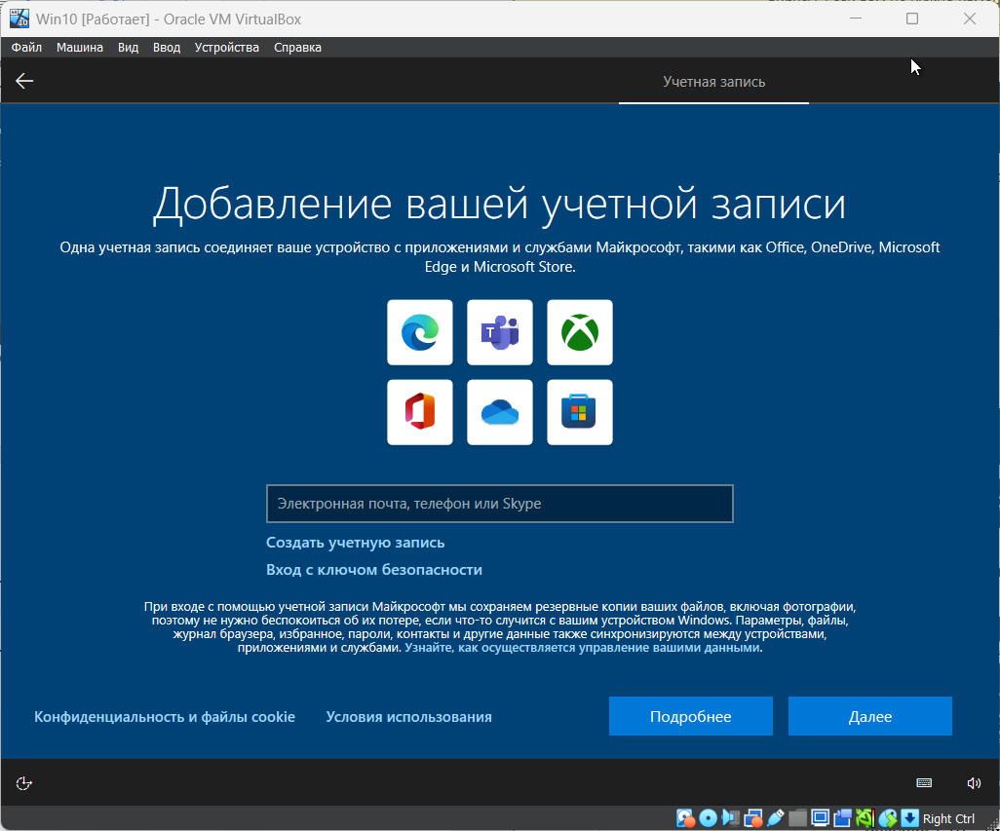 Win10 [Работает] - Oracle VM VirtualBox
Файл Машина Вид Ввод Устройства Справка
Учетная запись
Добавление вашей учетной записи
Одна учетная запись соединяет ваше устройство с приложениями и службами Майкрософт, такими как Office, OneDrive, Microsoft
Edge и Microsoft Store.
Электронная почта, телефон или Skype
Создать учетную запись
Вход с ключом безопасности
При входе с помощью учетной записи Майкрософт мы сохраняем резервные копии ваших файлов, включая фотографии,
поэтому не нужно беспокоиться об их потере, если что-то случится с вашим устройством Windows. Параметры, файлы,
журнал браузера, избранное, пароли, контакты и другие данные также синхронизируются между устройствами,
приложениями и службами. Узнайте, как осуществляется управление вашими данными.
Конфиденциальность и файлы cookie Условия использования Подробнее Далее
Right Ctrl